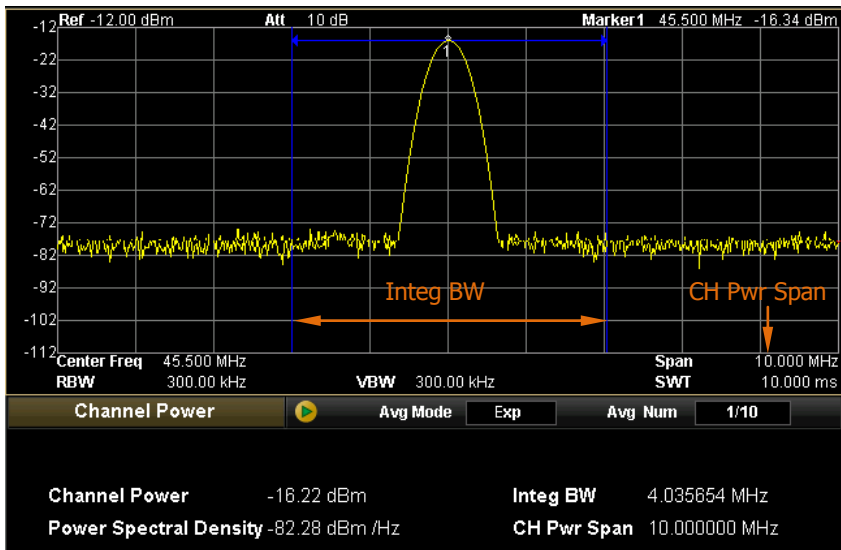 Ref -12.00 dBm Att 10 dB Marker1 45.500 MHz -16.34 dBm
-12
1
-22
-32
-42
-52
-62
-72
-82
-92
Integ BW CH Pwr Span
-102
-112
Center Freq 45.500 MHz Span 10.000 MHz
RBW 300.00 kHz VBW 300.00 kHz SWT 10.000 ms
Channel Power Avg Mode Exp Avg Num 1/10
Channel Power -16.22 dBm Integ BW 4.035654 MHz
Power Spectral Density -82.28 dBm /Hz CH Pwr Span 10.000000 MHz